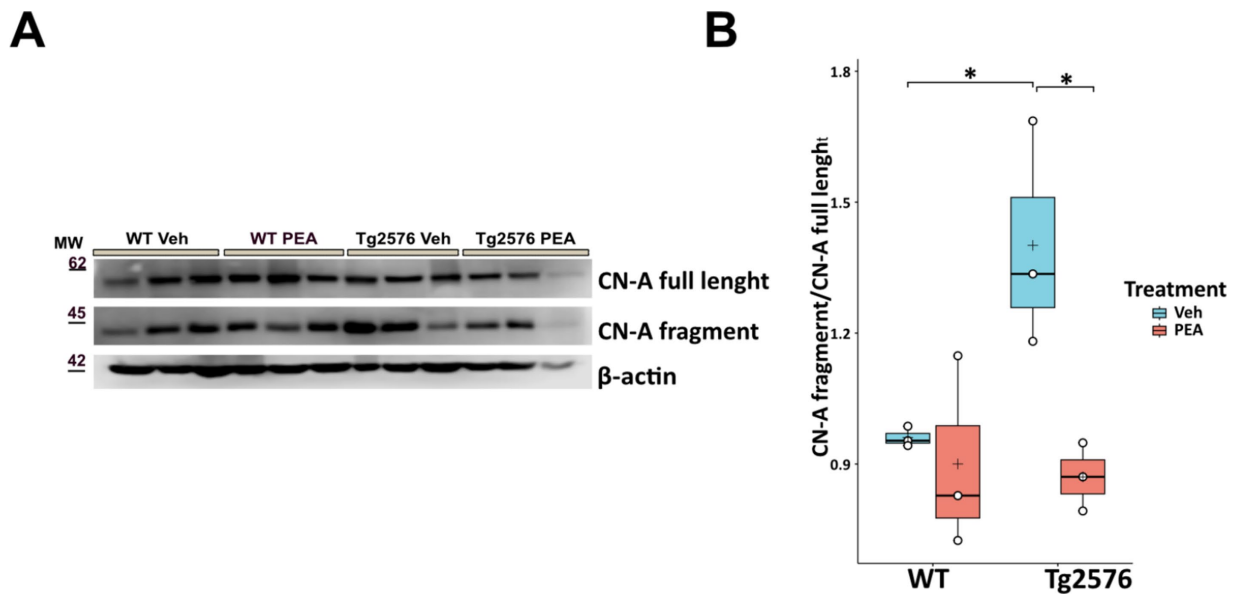 A
MW
WT Veh
WT PEA
Tg2576 Veh
Tg2576 PEA
62
CN-A full lenght
45
CN-A fragment
42
β-actin
B
CN-A fragmernt/CN-A full lenght
1.8
1.5
1.2
0.9
*
*
WT
Tg2576
Treatment
Veh
PEA